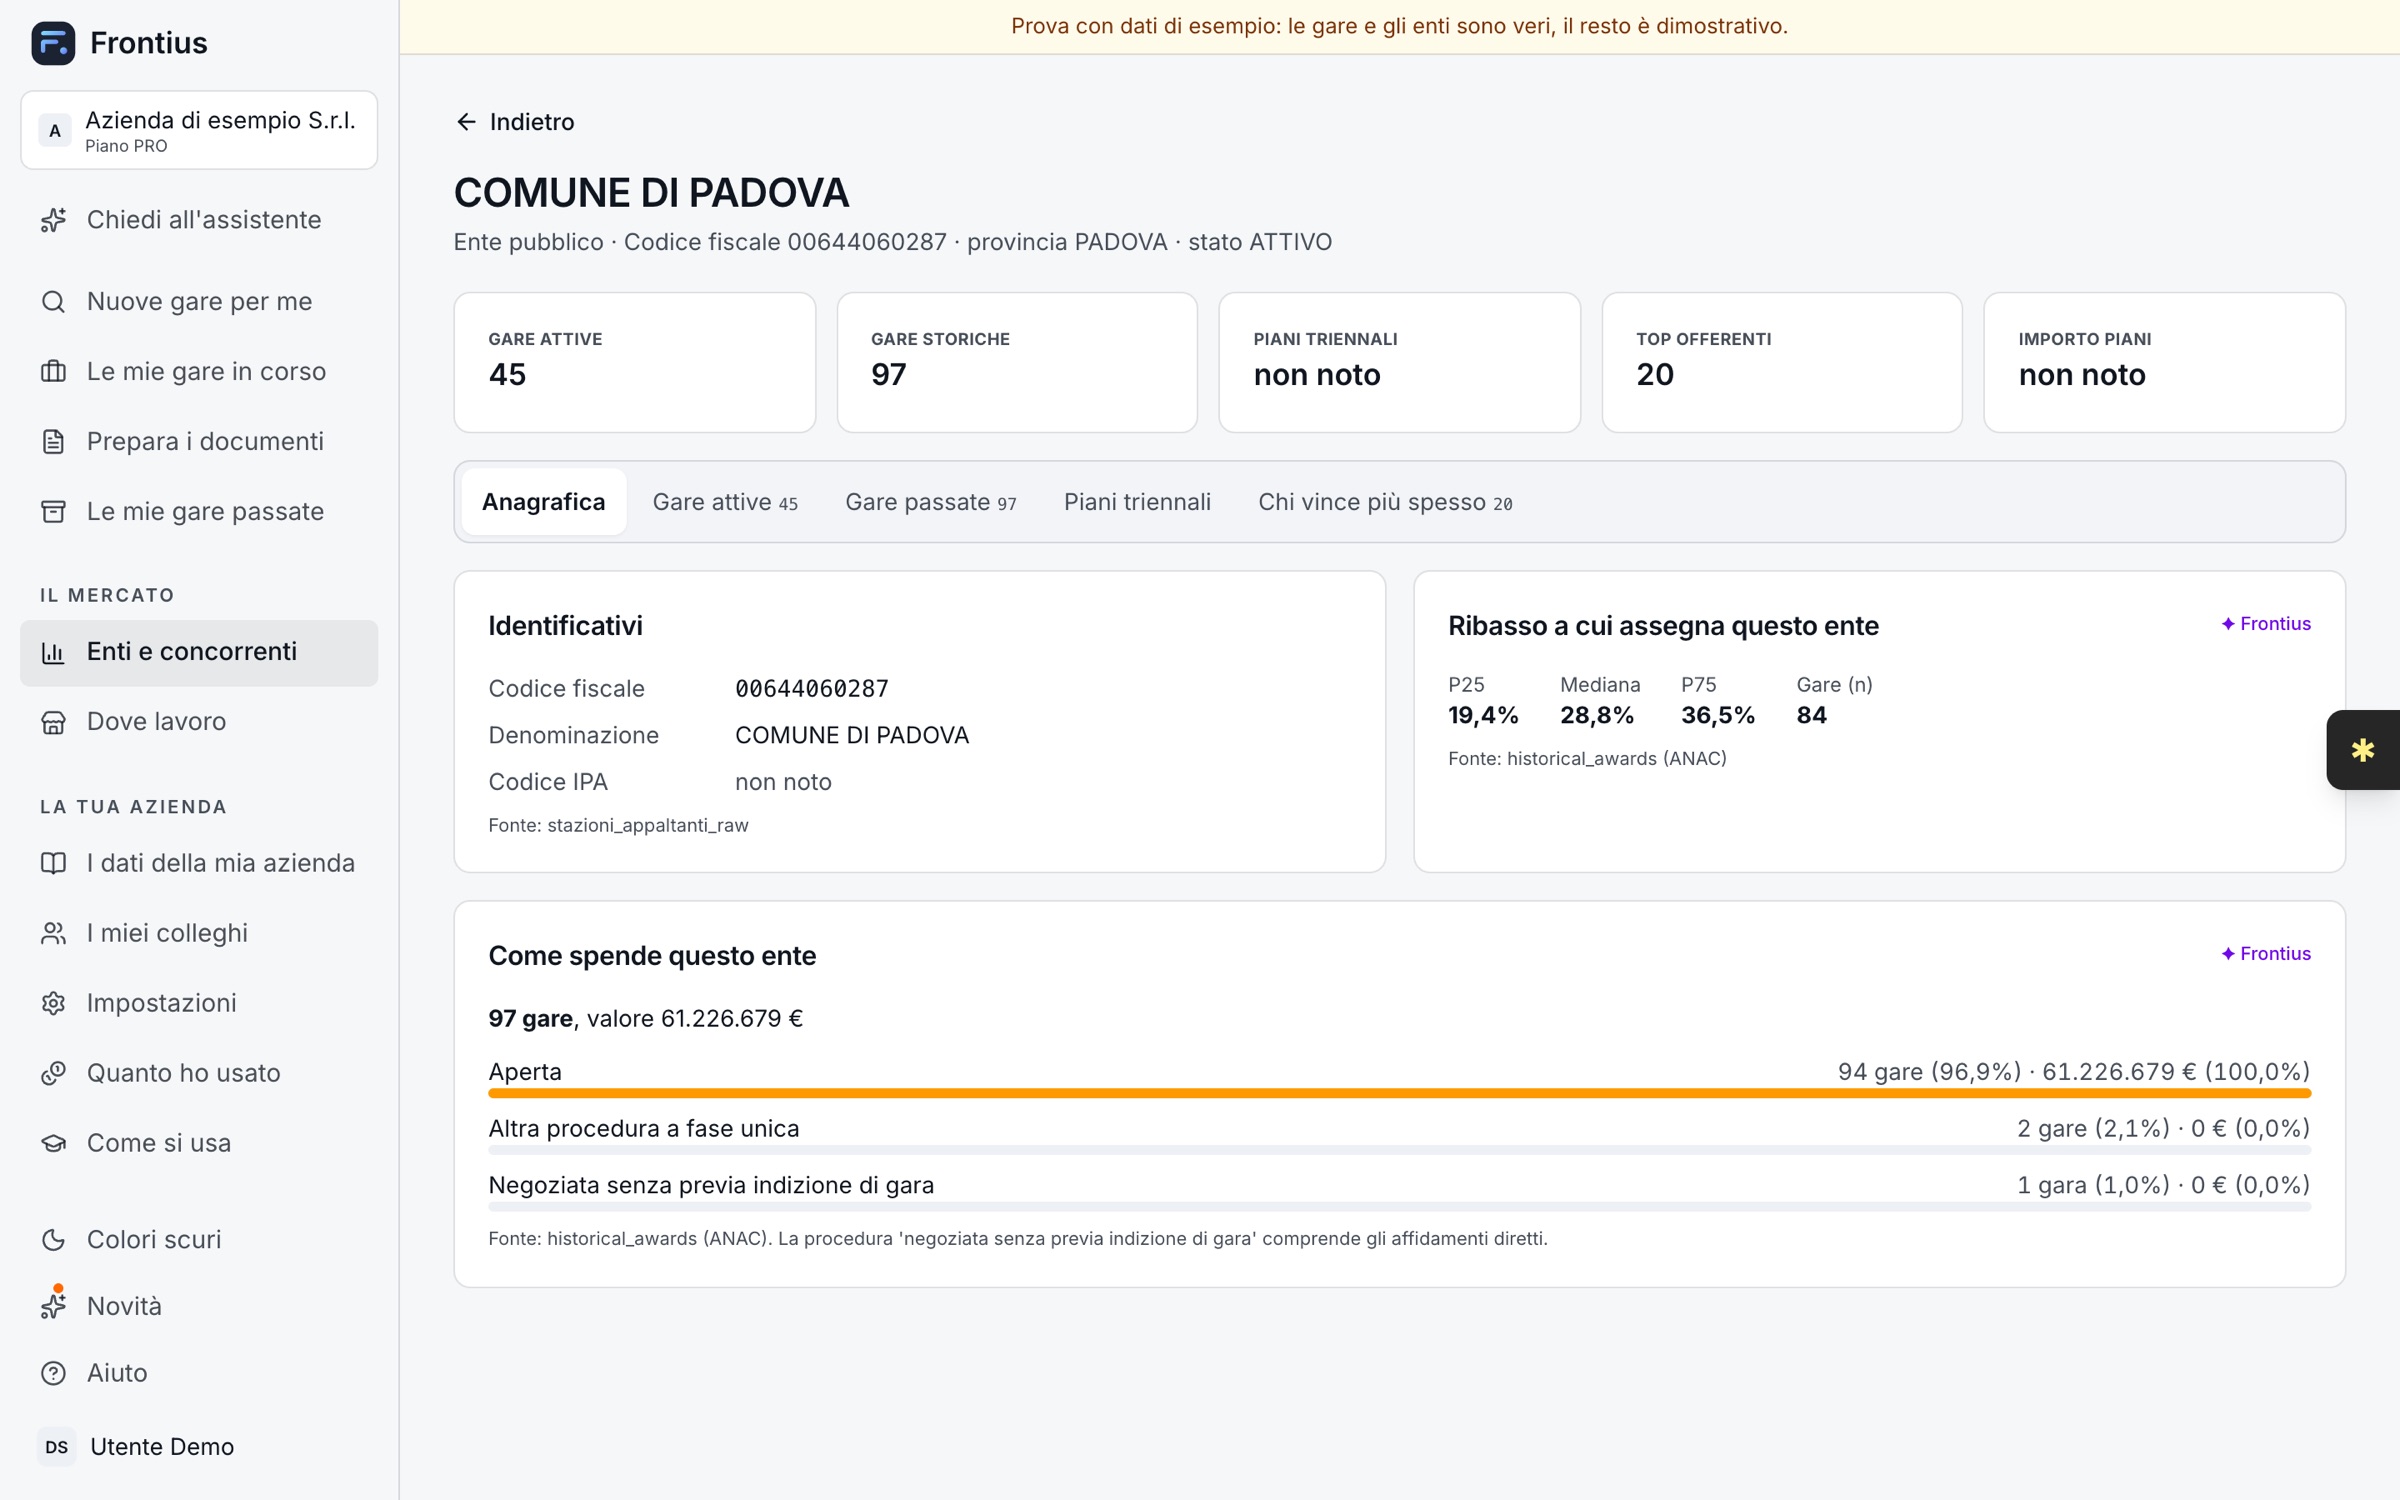 Frontius
A
Azienda di esempio S.r.l.
Piano PRO
Chiedi all'assistente
Nuove gare per me
Le mie gare in corso
Prepara i documenti
Le mie gare passate
IL MERCATO
Enti e concorrenti
Dove lavoro
LA TUA AZIENDA
I dati della mia azienda
I miei colleghi
Impostazioni
Quanto ho usato
Come si usa
Colori scuri
Novità
Aiuto
DS Utente Demo
Prova con dati di esempio: le gare e gli enti sono veri, il resto è dimostrativo.
Indietro
COMUNE DI PADOVA
Ente pubblico · Codice fiscale 00644060287 · provincia PADOVA · stato ATTIVO
GARE ATTIVE
45
GARE STORICHE
97
PIANI TRIENNALI
non noto
TOP OFFERENTI
20
IMPORTO PIANI
non noto
Anagrafica Gare attive 45 Gare passate 97 Piani triennali Chi vince più spesso 20
Identificativi
Codice fiscale 00644060287
Denominazione COMUNE DI PADOVA
Codice IPA non noto
Fonte: stazioni_appaltanti_raw
Ribasso a cui assegna questo ente
Frontius
P25 Mediana P75 Gare (n)
19,4% 28,8% 36,5% 84
Fonte: historical_awards (ANAC)
Come spende questo ente
Frontius
97 gare, valore 61.226.679 €
Aperta 94 gare (96,9%) · 61.226.679 € (100,0%)
Altra procedura a fase unica 2 gare (2,1%) · 0 € (0,0%)
Negoziata senza previa indizione di gara 1 gara (1,0%) · 0 € (0,0%)
Fonte: historical_awards (ANAC). La procedura 'negoziata senza previa indizione di gara' comprende gli affidamenti diretti.